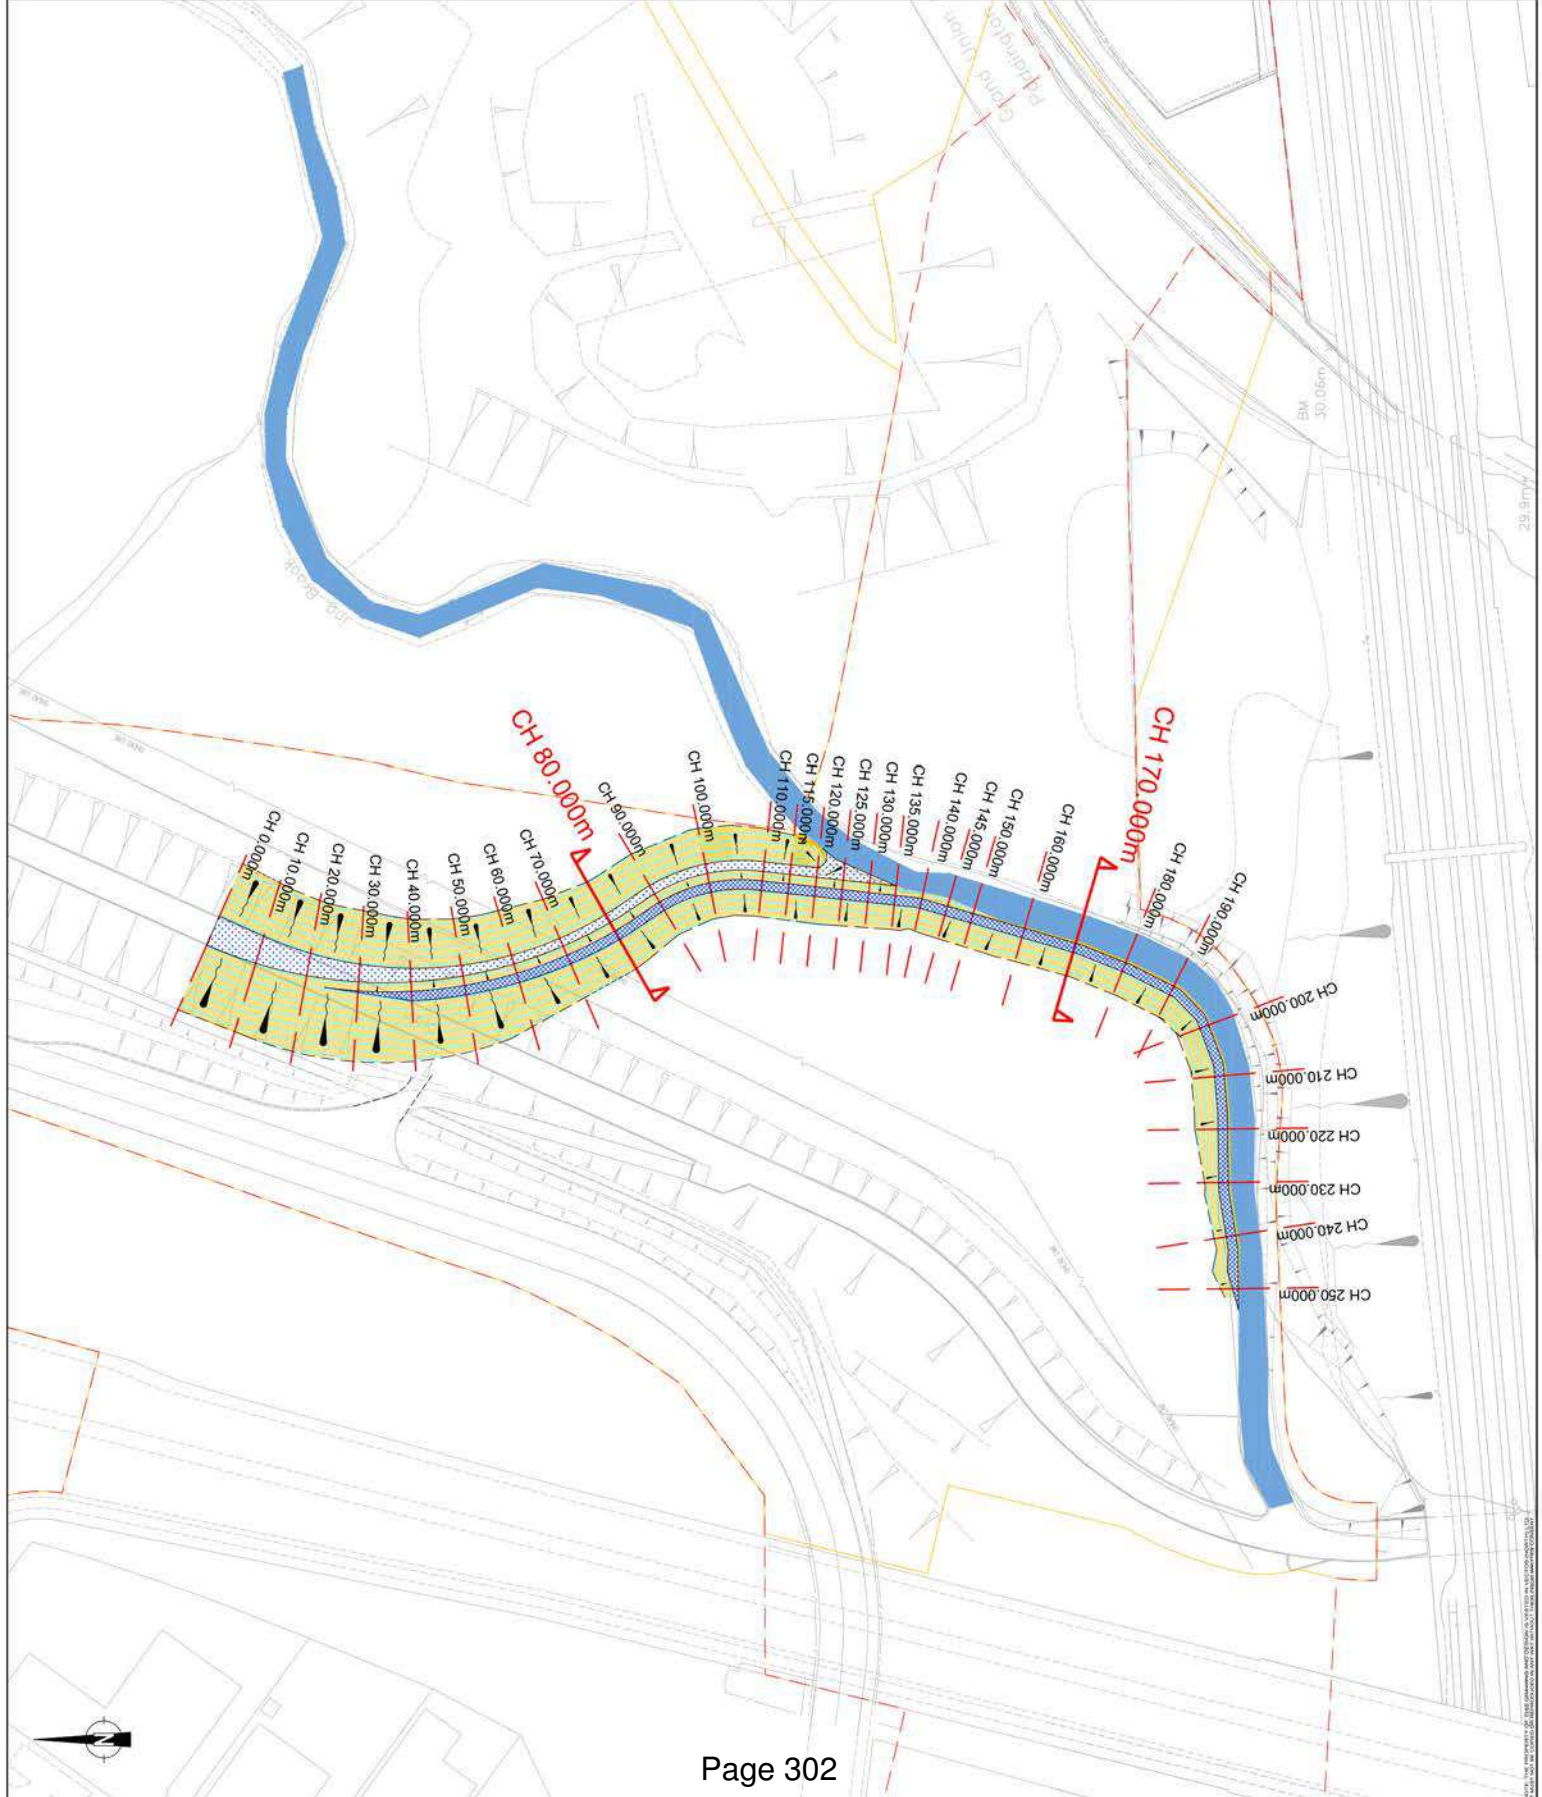 Grand Union
Paddington
BM
30.06m
29.9m
ing Brook
CH 80.000m
CH 170.000m
CH 0.000m
CH 10.000m
CH 20.000m
CH 30.000m
CH 40.000m
CH 50.000m
CH 60.000m
CH 70.000m
CH 90.000m
CH 100.000m
CH 110.000m
CH 115.000m
CH 120.000m
CH 125.000m
CH 130.000m
CH 135.000m
CH 140.000m
CH 145.000m
CH 150.000m
CH 160.000m
CH 180.000m
CH 190.000m
CH 200.000m
CH 210.000m
CH 220.000m
CH 230.000m
CH 240.000m
CH 250.000m
N
Page 302